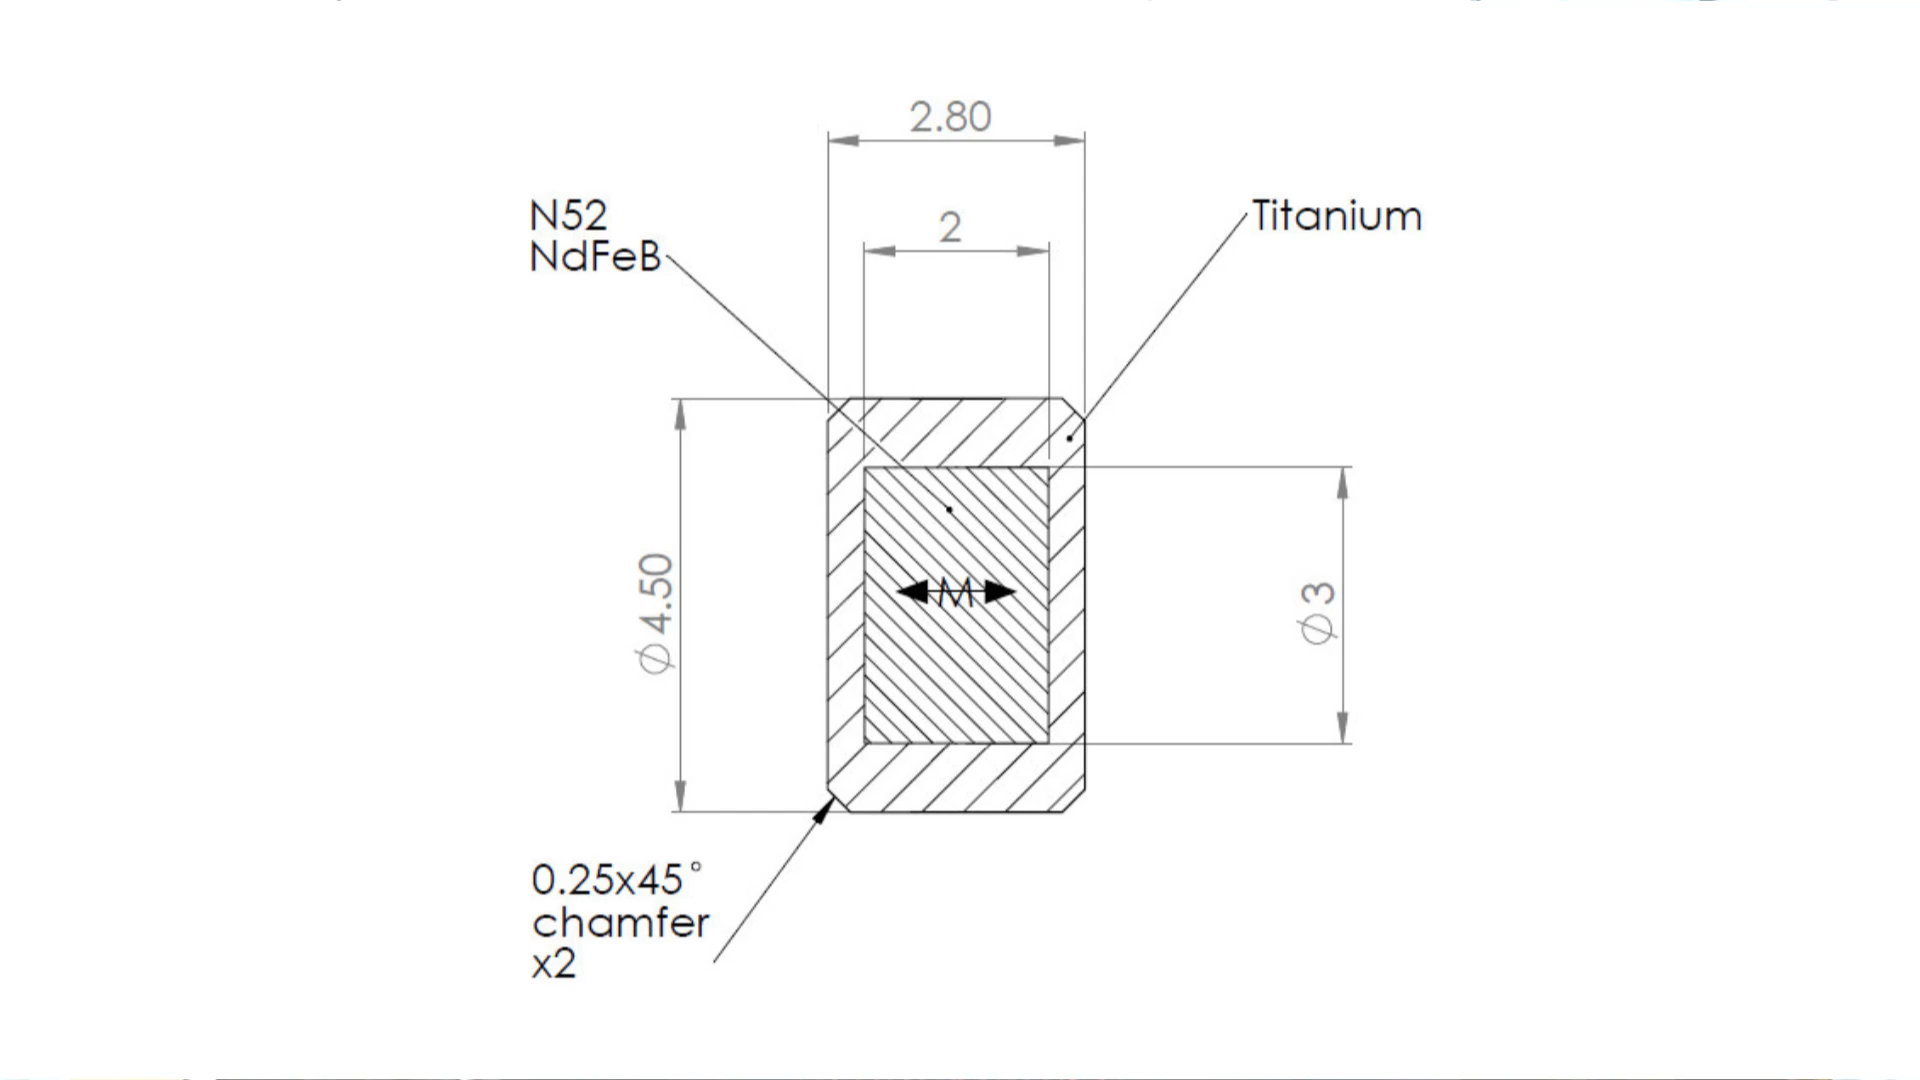 2.80
N52
NdFeB
2
Titanium
M
⌀4.50
⌀3
0.25x45°
chamfer
x2